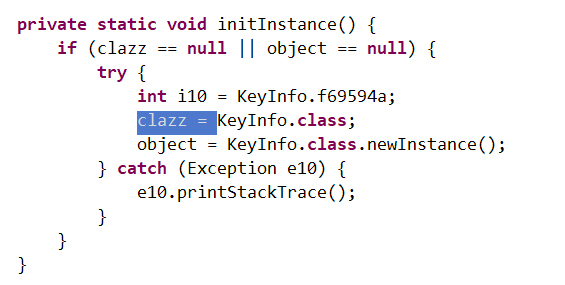 private static void initInstance() {
if (clazz == null || object == null) {
try {
int i10 = KeyInfo.f69594a;
clazz = KeyInfo.class;
object = KeyInfo.class.newInstance();
} catch (Exception e10) {
e10.printStackTrace();
}
}
}